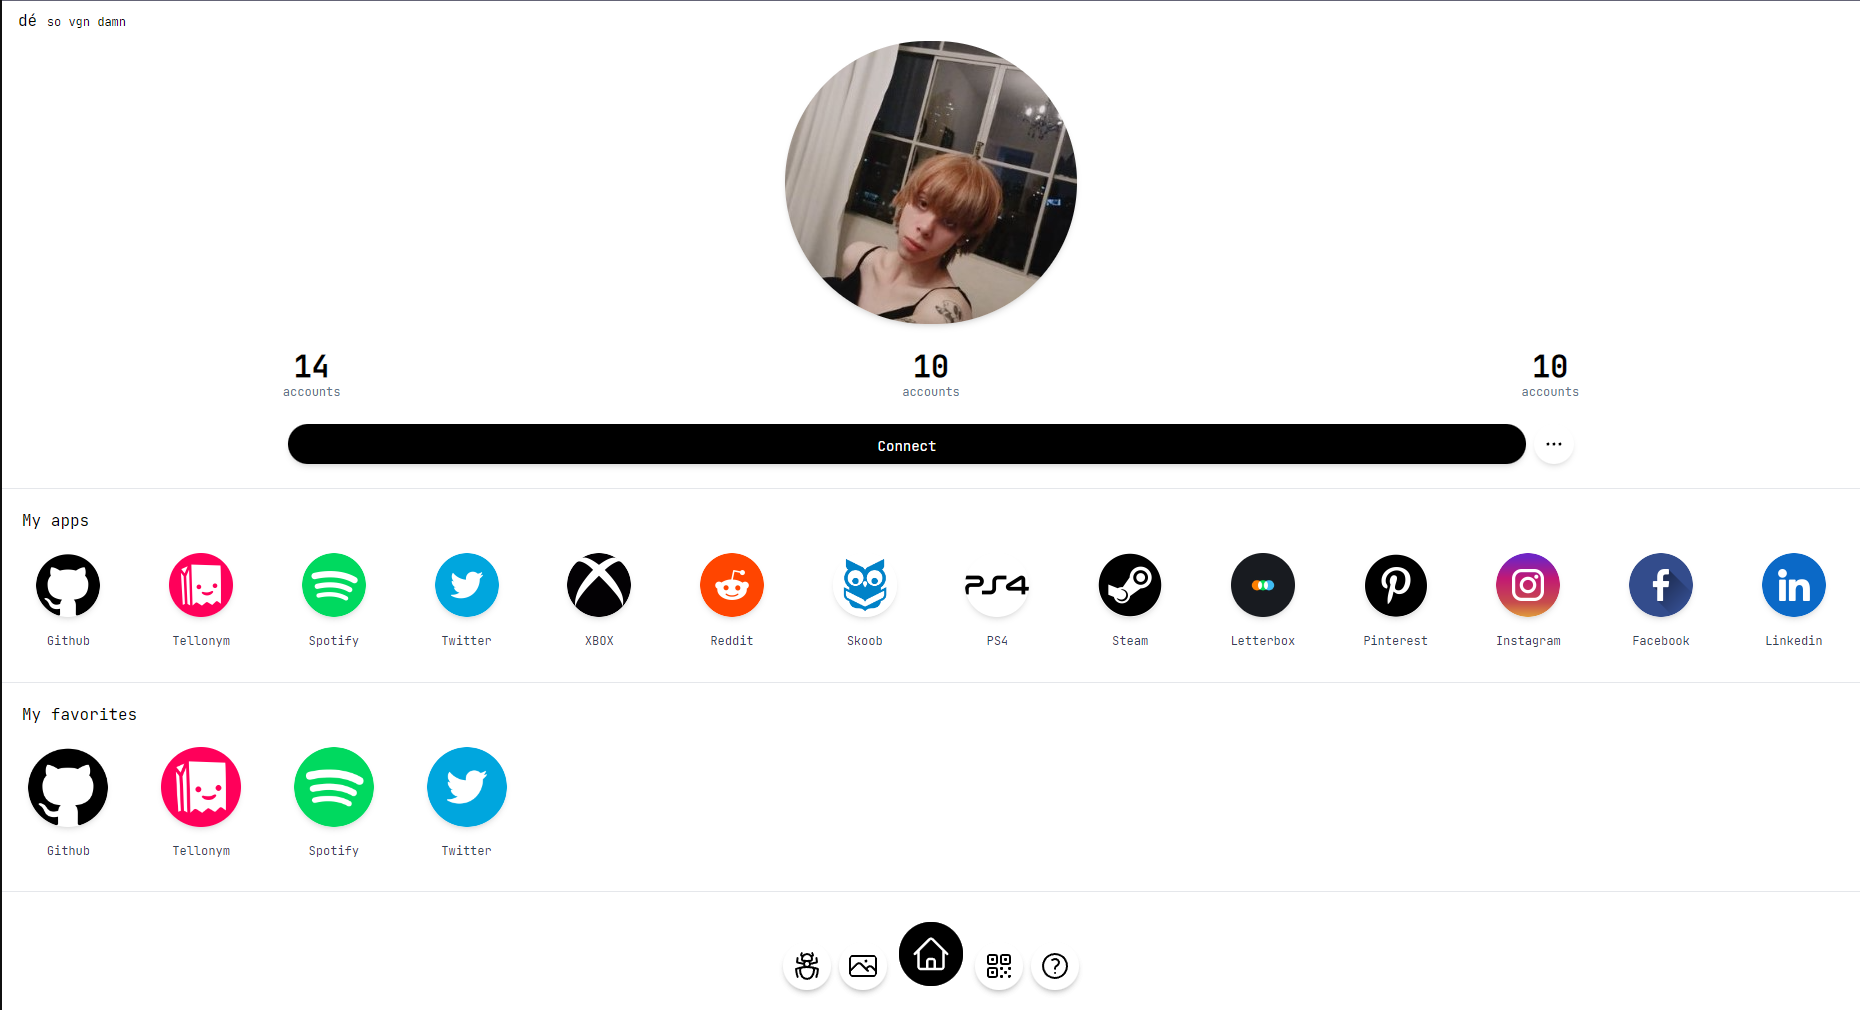 dé so vgn damn
14 10 10
accounts accounts accounts
Connect ...
My apps
PS4
Github Tellonym Spotify Twitter XBOX Reddit Skoob PS4 Steam Letterbox Pinterest Instagram Facebook Linkedin
My favorites
Github Tellonym Spotify Twitter